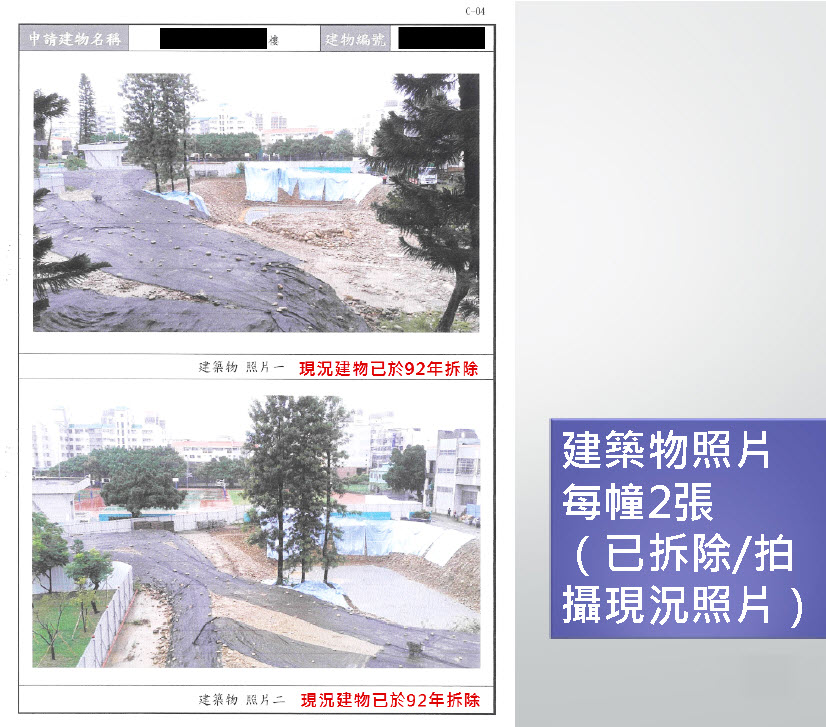 C-04
申請建物名稱
樓
建物編號
建築物 照片一 現況建物已於92年拆除
建築物 照片二 現況建物已於92年拆除
建築物照片
每幢2張
（已拆除/拍
攝現況照片）